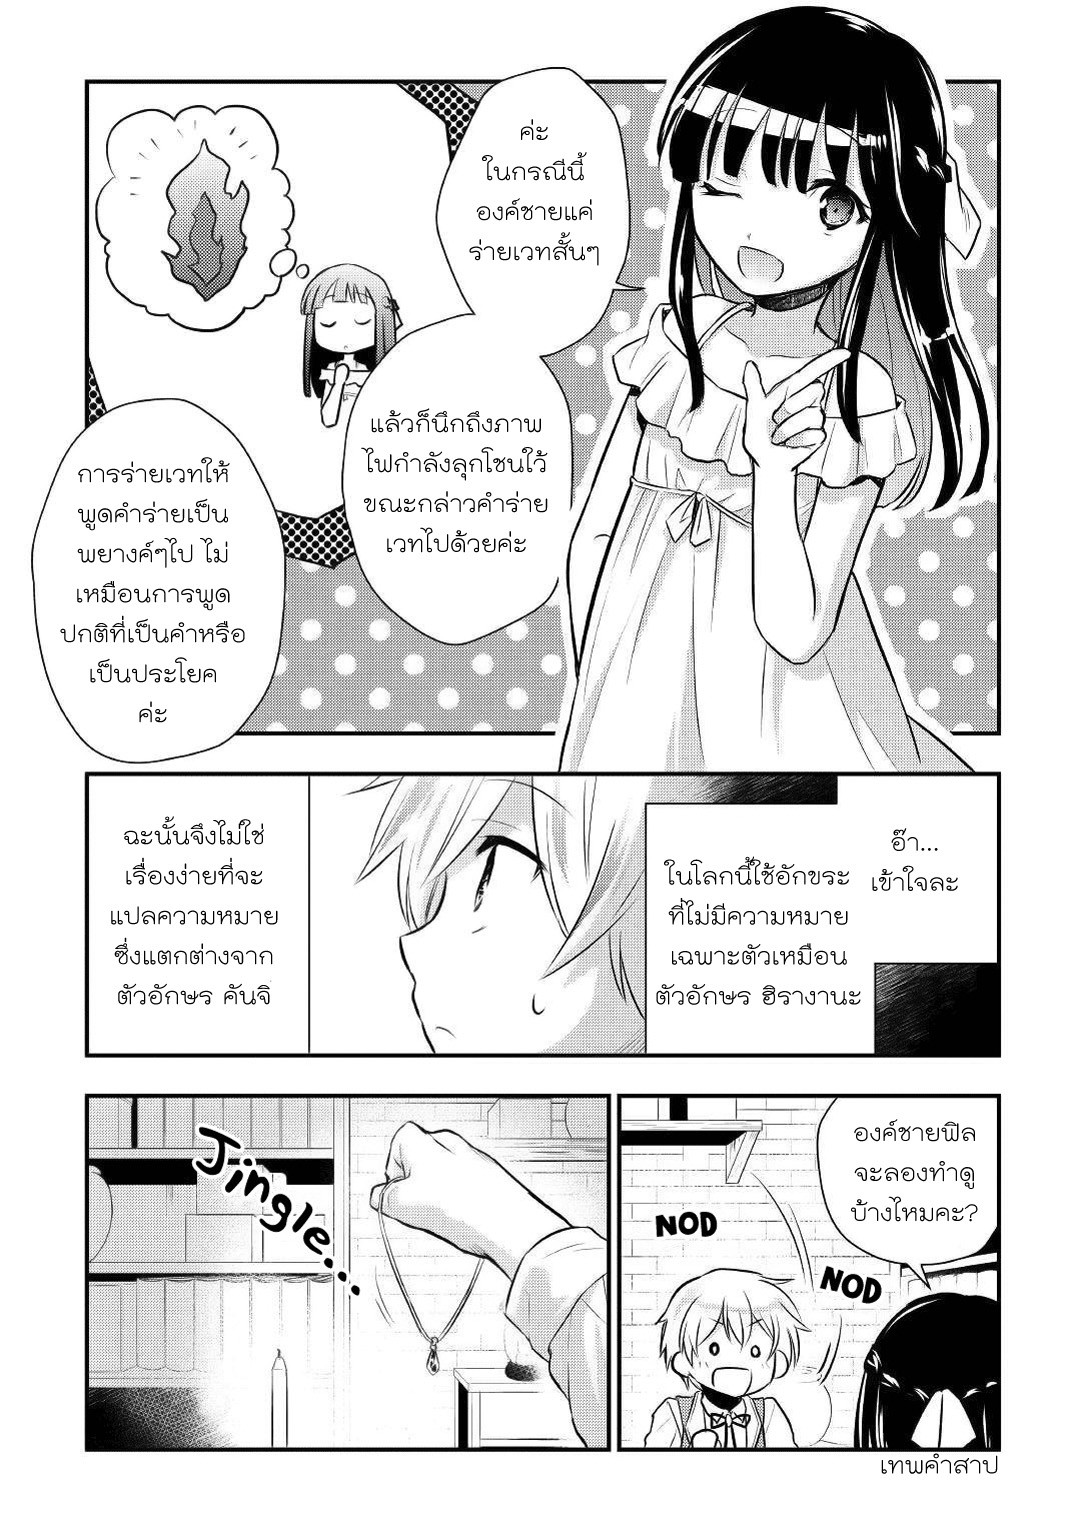 ค่ะ
ในกรณีนี้
องค์ชายแค่
ร่ายเวทสั้นๆ
แล้วก็นึกถึงภาพ
ไฟกำลังลุกโชนใว้
ขณะกล่าวคำร่าย
เวทไปด้วยค่ะ
การร่ายเวทให้
พูดคำร่ายเป็น
พยางค์ๆไป ไม่
เหมือนการพูด
ปกติที่เป็นคำหรือ
เป็นประโยค
ค่ะ
อ๊า...
เข้าใจละ
ในโลกนี้ใช้อักขระ
ที่ไม่มีความหมาย
เฉพาะตัวเหมือน
ตัวอักษร ฮิรางานะ
ฉะนั้นจึงไม่ใช่
เรื่องง่ายที่จะ
แปลความหมาย
ซึ่งแตกต่างจาก
ตัวอักษร คันจิ
องค์ชายฟิล
จะลองทำดู
บ้างไหมคะ?
NOD
NOD
Jingle...
เทพคำสาป